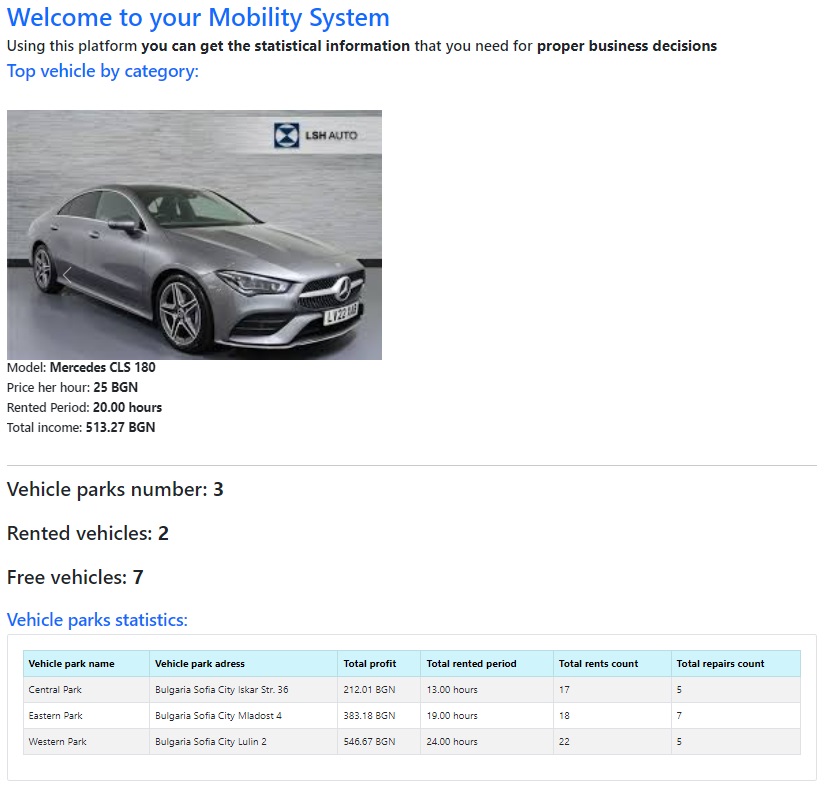 Welcome to your Mobility System
Using this platform you can get the statistical information that you need for proper business decisions
Top vehicle by category:
LSH AUTO
Model: Mercedes CLS 180
Price her hour: 25 BGN
Rented Period: 20.00 hours
Total income: 513.27 BGN
Vehicle parks number: 3
Rented vehicles: 2
Free vehicles: 7
Vehicle parks statistics:
Vehicle park name Vehicle park adress Total profit Total rented period Total rents count Total repairs count
Central Park Bulgaria Sofia City Iskar Str. 36 212.01 BGN 13.00 hours 17 5
Eastern Park Bulgaria Sofia City Mladost 4 383.18 BGN 19.00 hours 18 7
Western Park Bulgaria Sofia City Lulin 2 546.67 BGN 24.00 hours 22 5